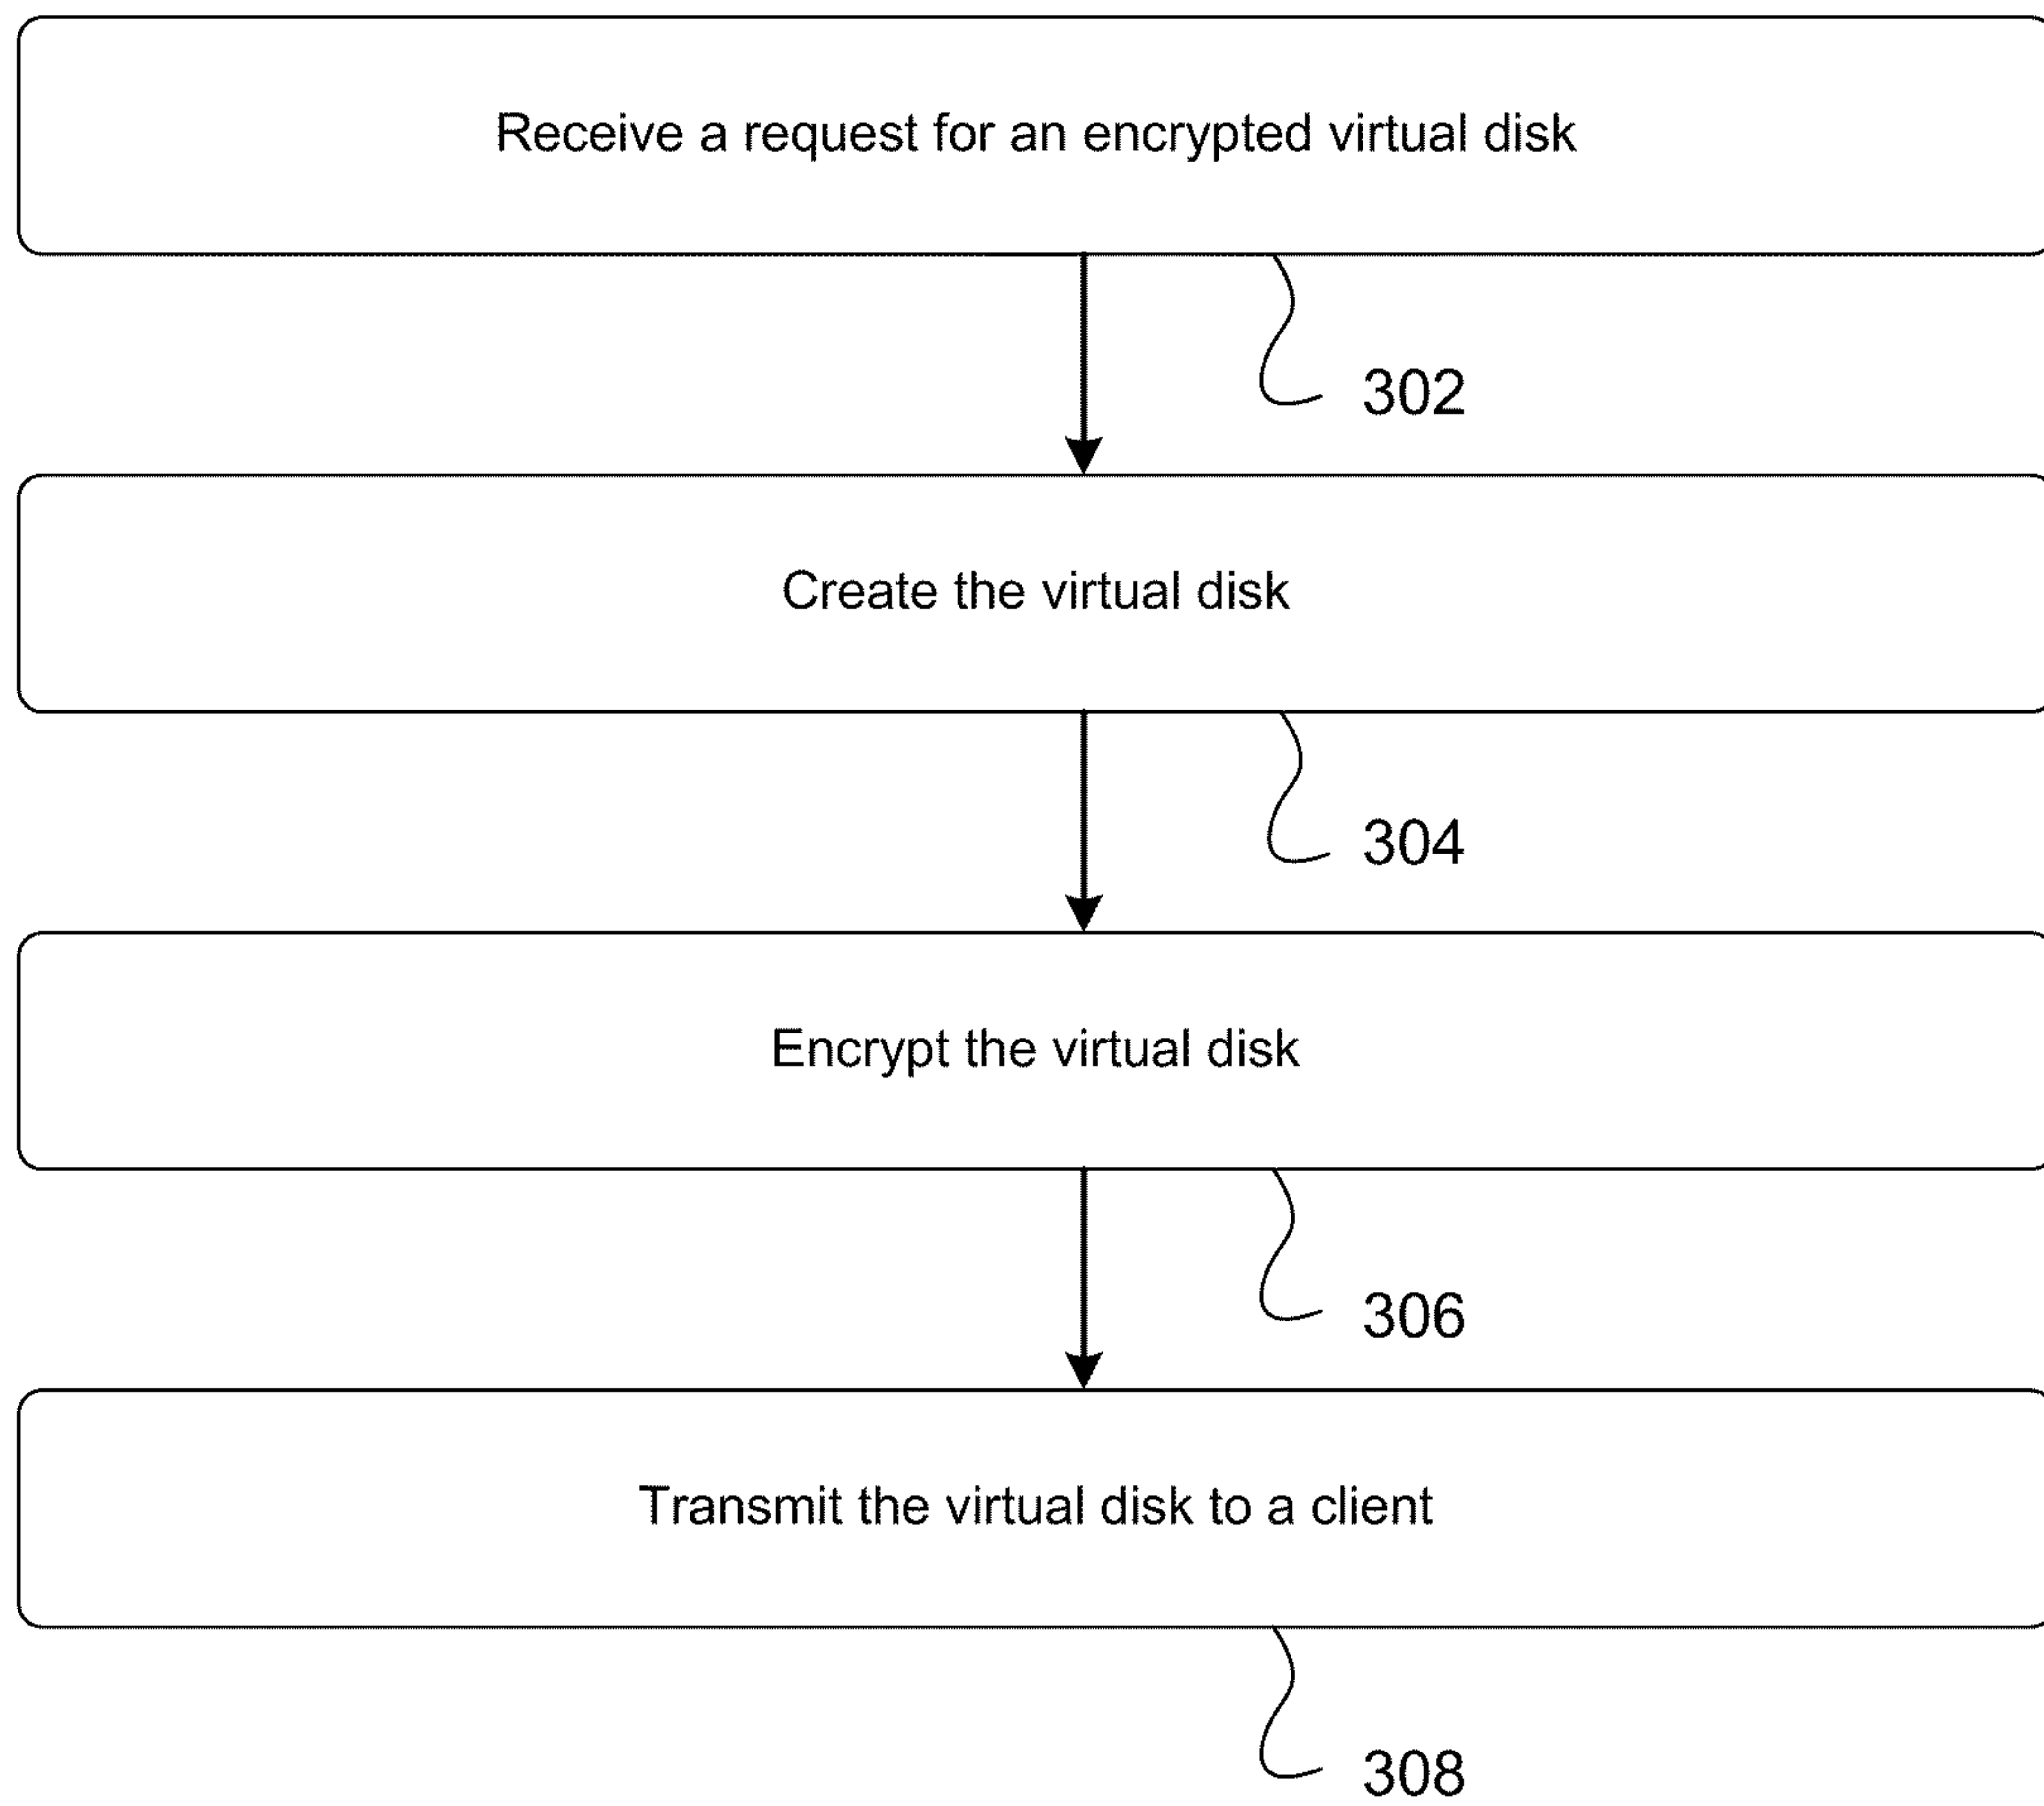 Receive a request for an encrypted virtual disk
302
Create the virtual disk
304
Encrypt the virtual disk
306
Transmit the virtual disk to a client
308